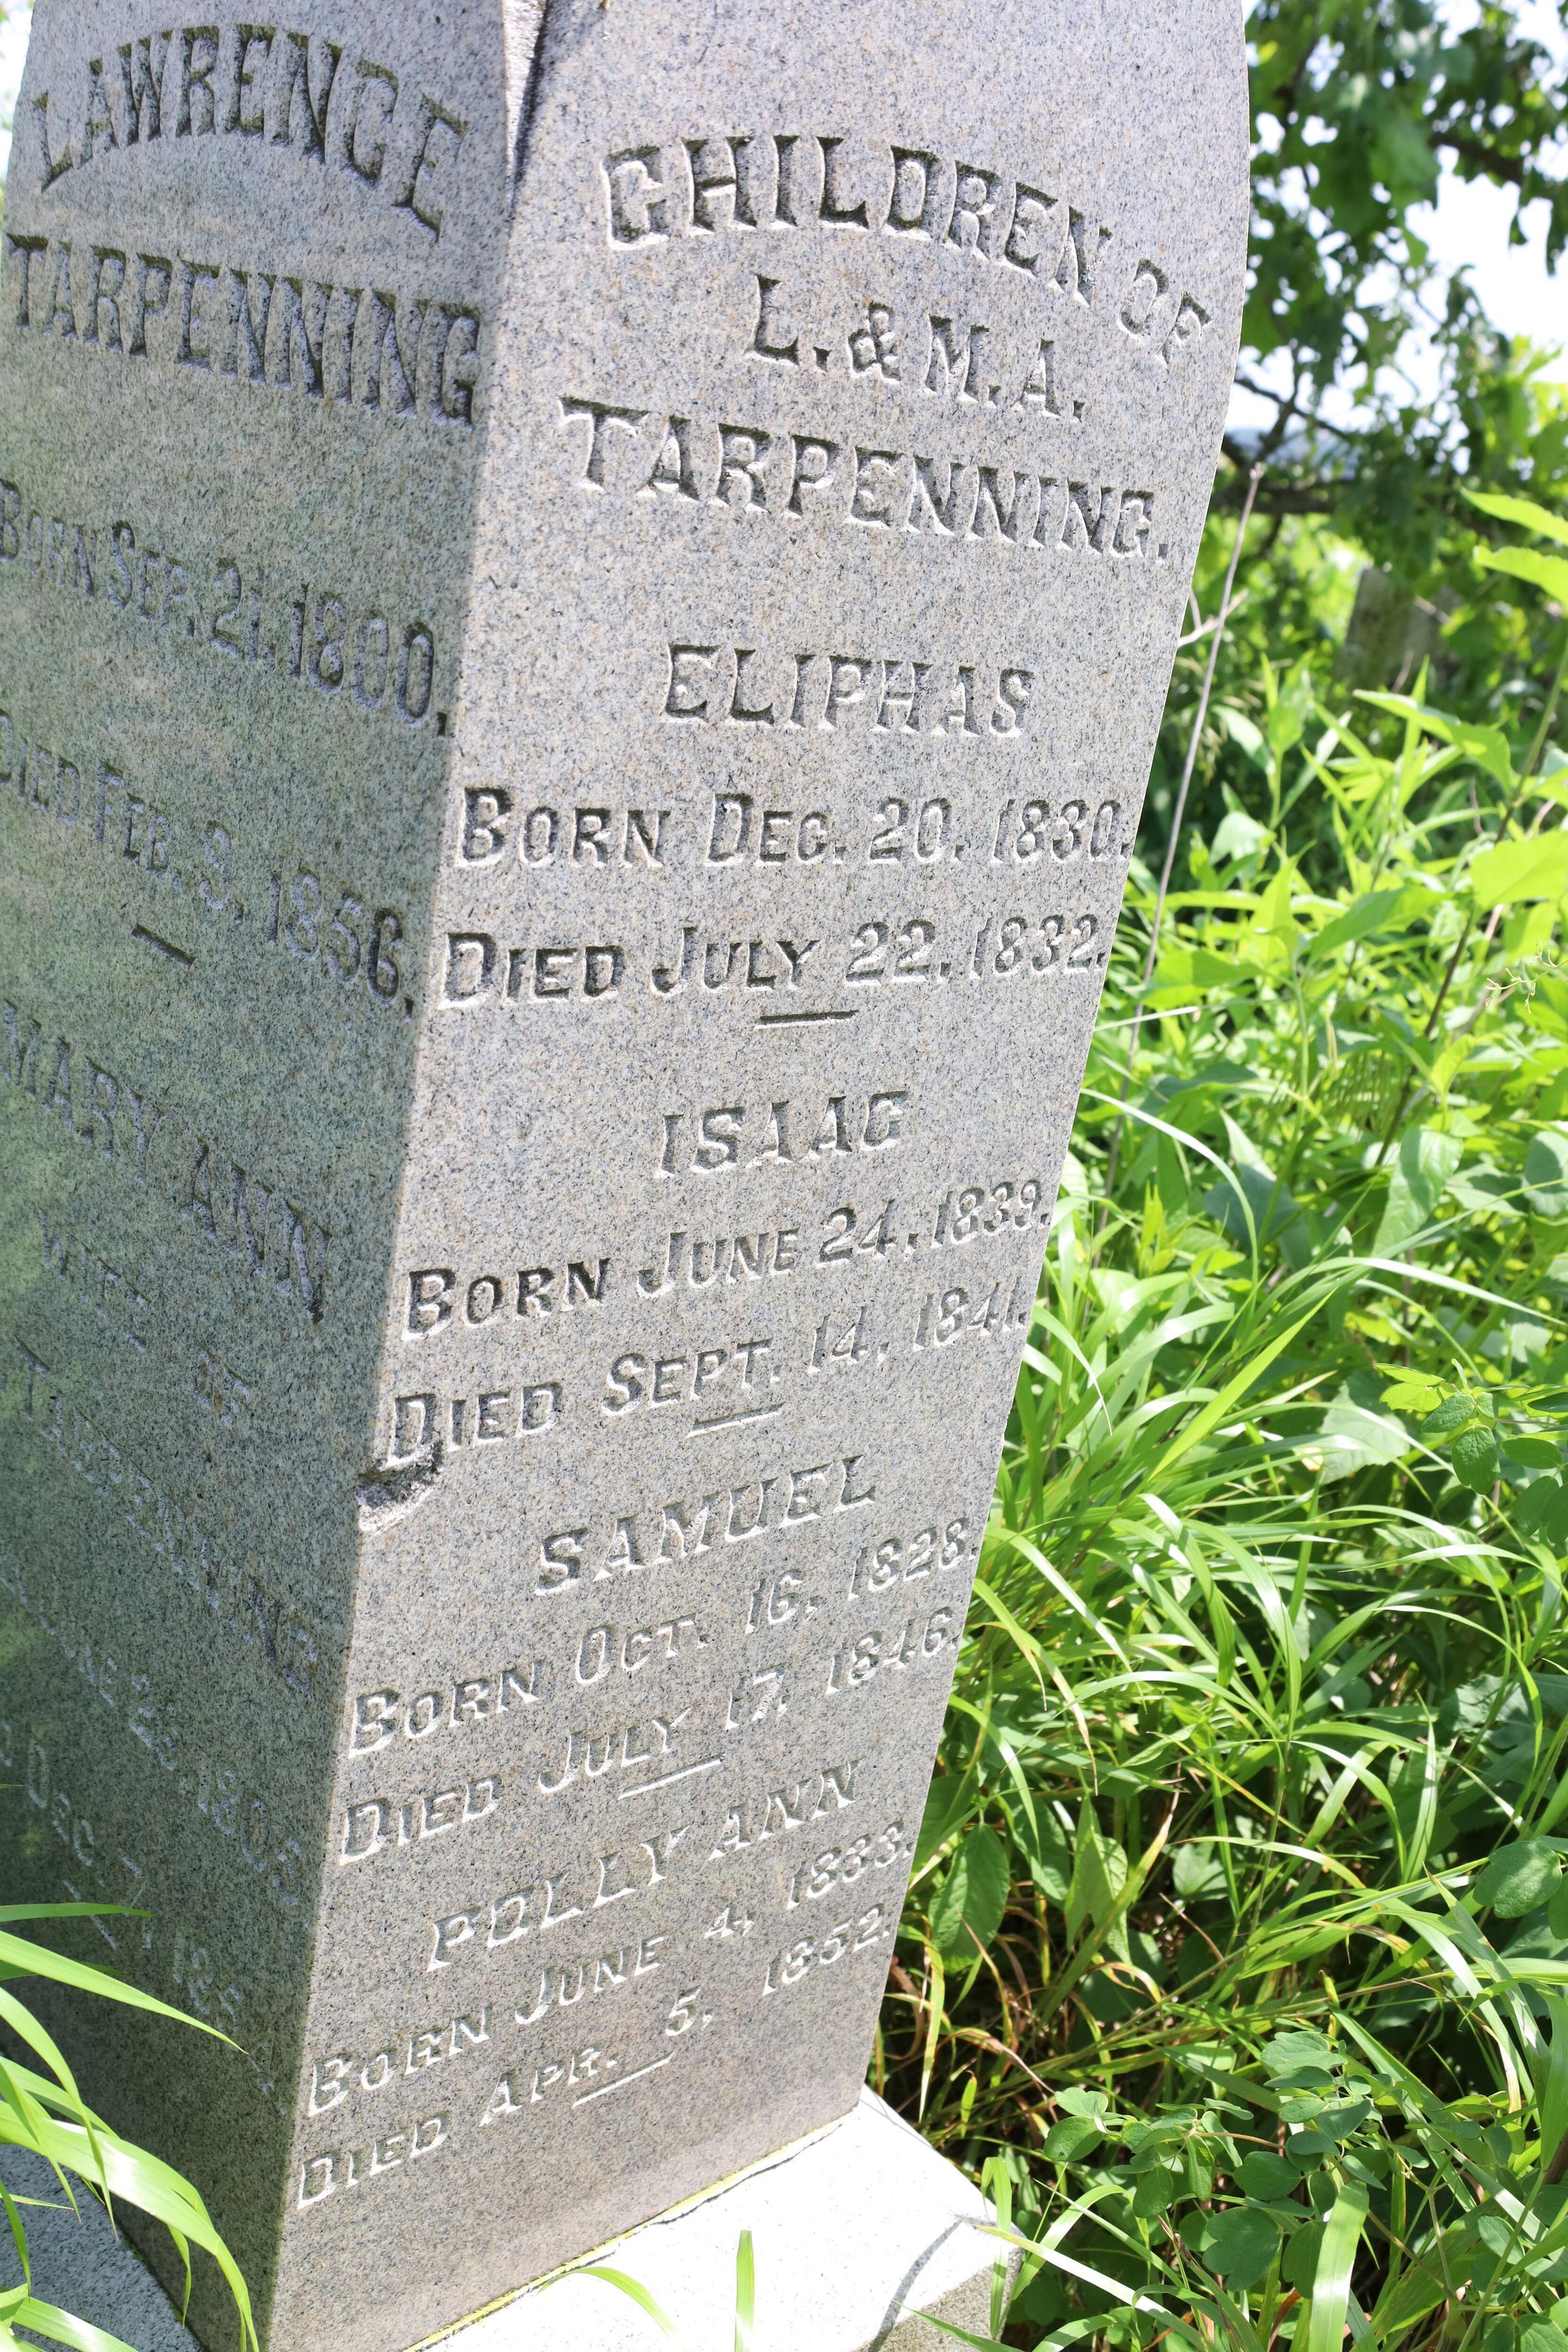 LAWRENCE
TARPENNING
BORN SEP. 21. 1800.
DIED FEB. 9. 1856.
MARY ANN
WIFE OF
CHILDREN OF
L. & M. A.
TARPENNING.
ELIPHAS
BORN DEC. 20. 1830.
DIED JULY 22. 1832.
ISAAC
BORN JUNE 24. 1839.
DIED SEPT. 14. 1841.
SAMUEL
BORN OCT. 16. 1828.
DIED JULY 17. 1846.
POLLY ANN
BORN JUNE 4, 1833.
DIED APR. 5, 1852.